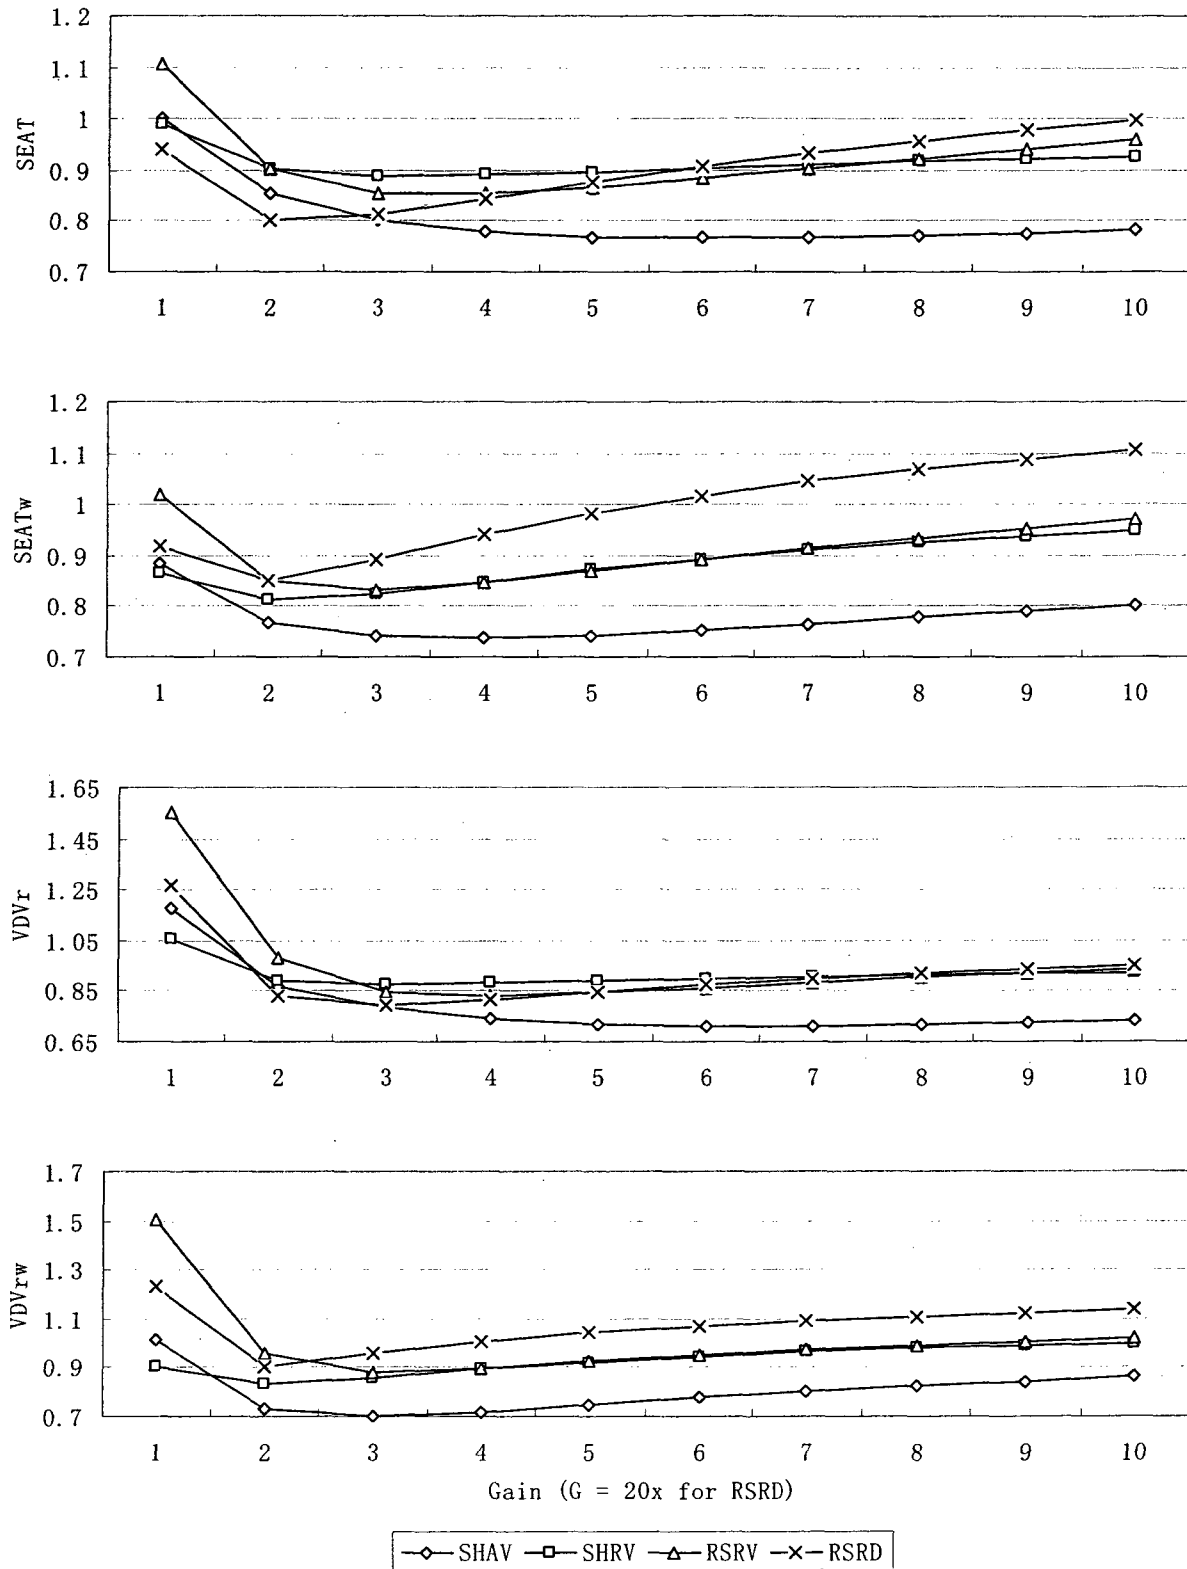 1.2
1.1
1
0.9
0.8
0.7
SEAT
1 2 3 4 5 6 7 8 9 10
1.2
1.1
1
0.9
0.8
0.7
SEATw
1 2 3 4 5 6 7 8 9 10
1.65
1.45
1.25
1.05
0.85
0.65
VDVr
1 2 3 4 5 6 7 8 9 10
1.7
1.5
1.3
1.1
0.9
0.7
VDVrw
1 2 3 4 5 6 7 8 9 10
Gain (G = 20x for RSRD)
SHAV SHRV RSRV RSRD